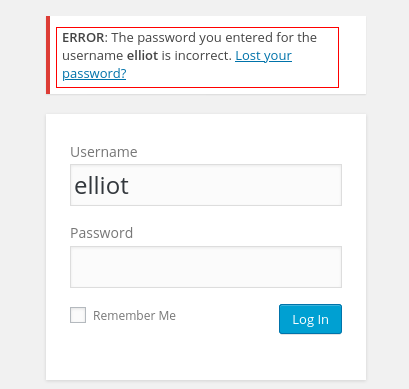 ERROR: The password you entered for the
username elliot is incorrect. Lost your
password?
Username
elliot
Password
Remember Me
Log In